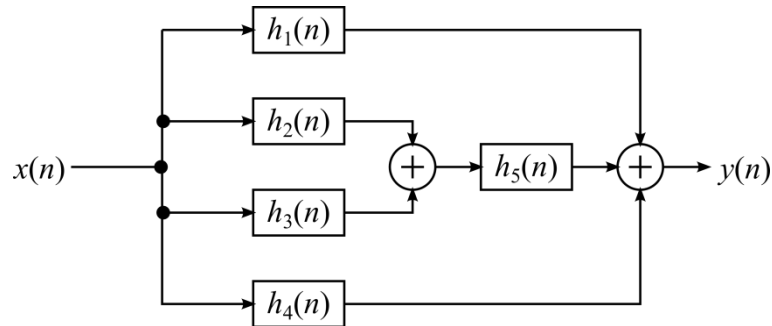 h₁(n)
h₂(n)
x(n)
+
h₅(n)
+
y(n)
h₃(n)
h₄(n)